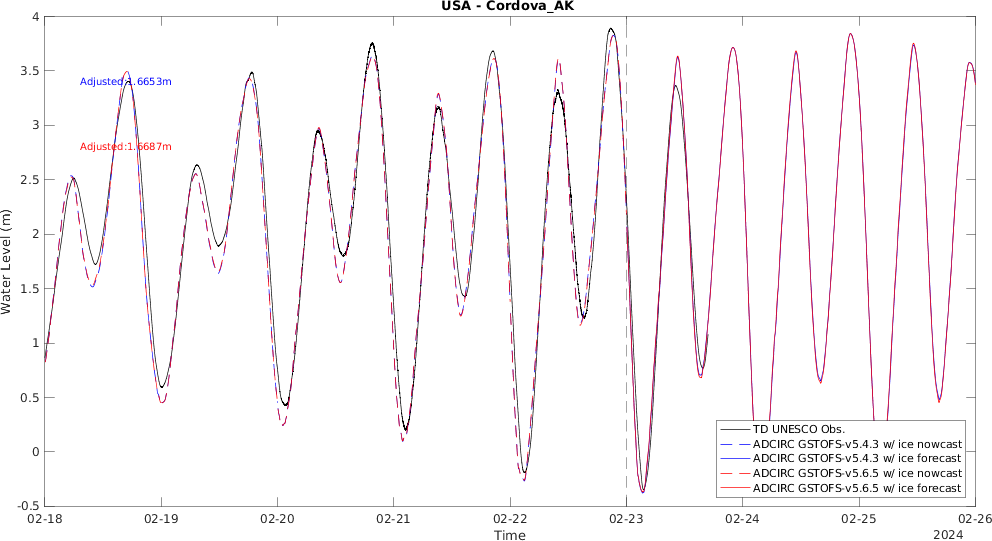 USA - Cordova_AK
4
3.5
3
2.5
2
1.5
1
0.5
0
-0.5
Water Level (m)
Adjusted:1.6653m
Adjusted:1.6687m
TD UNESCO Obs.
ADCIRC GSTOFS-v5.4.3 w/ ice nowcast
ADCIRC GSTOFS-v5.4.3 w/ ice forecast
ADCIRC GSTOFS-v5.6.5 w/ ice nowcast
ADCIRC GSTOFS-v5.6.5 w/ ice forecast
02-18 02-19 02-20 02-21 02-22 02-23 02-24 02-25 02-26
Time
2024